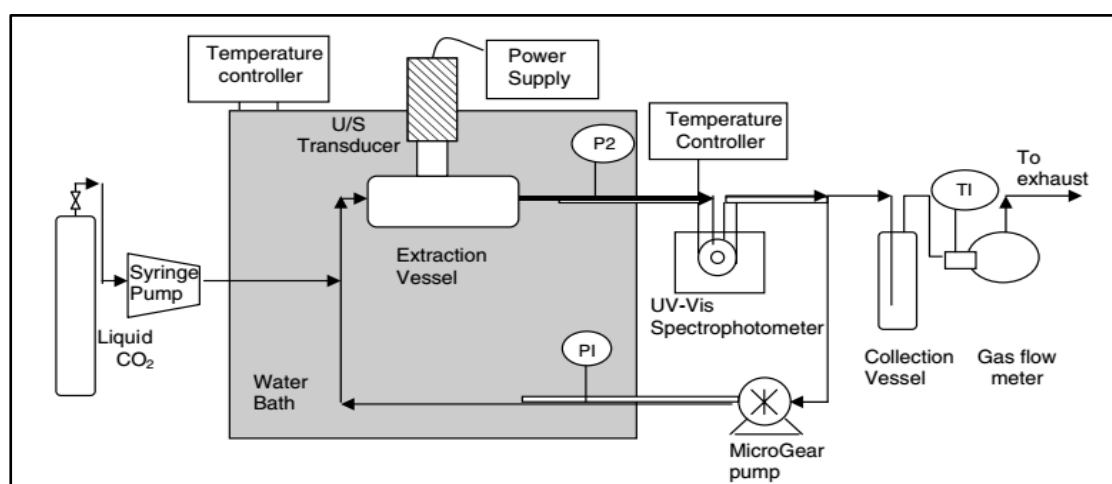 Temperature
controller
Power
Supply
U/S
Transducer
Temperature
Controller
P2
To
exhaust
TI
Syringe
Pump
Extraction
Vessel
UV-Vis
Spectrophotometer
Liquid
CO₂
PI
Water
Bath
Collection
Vessel
Gas flow
meter
MicroGear
pump